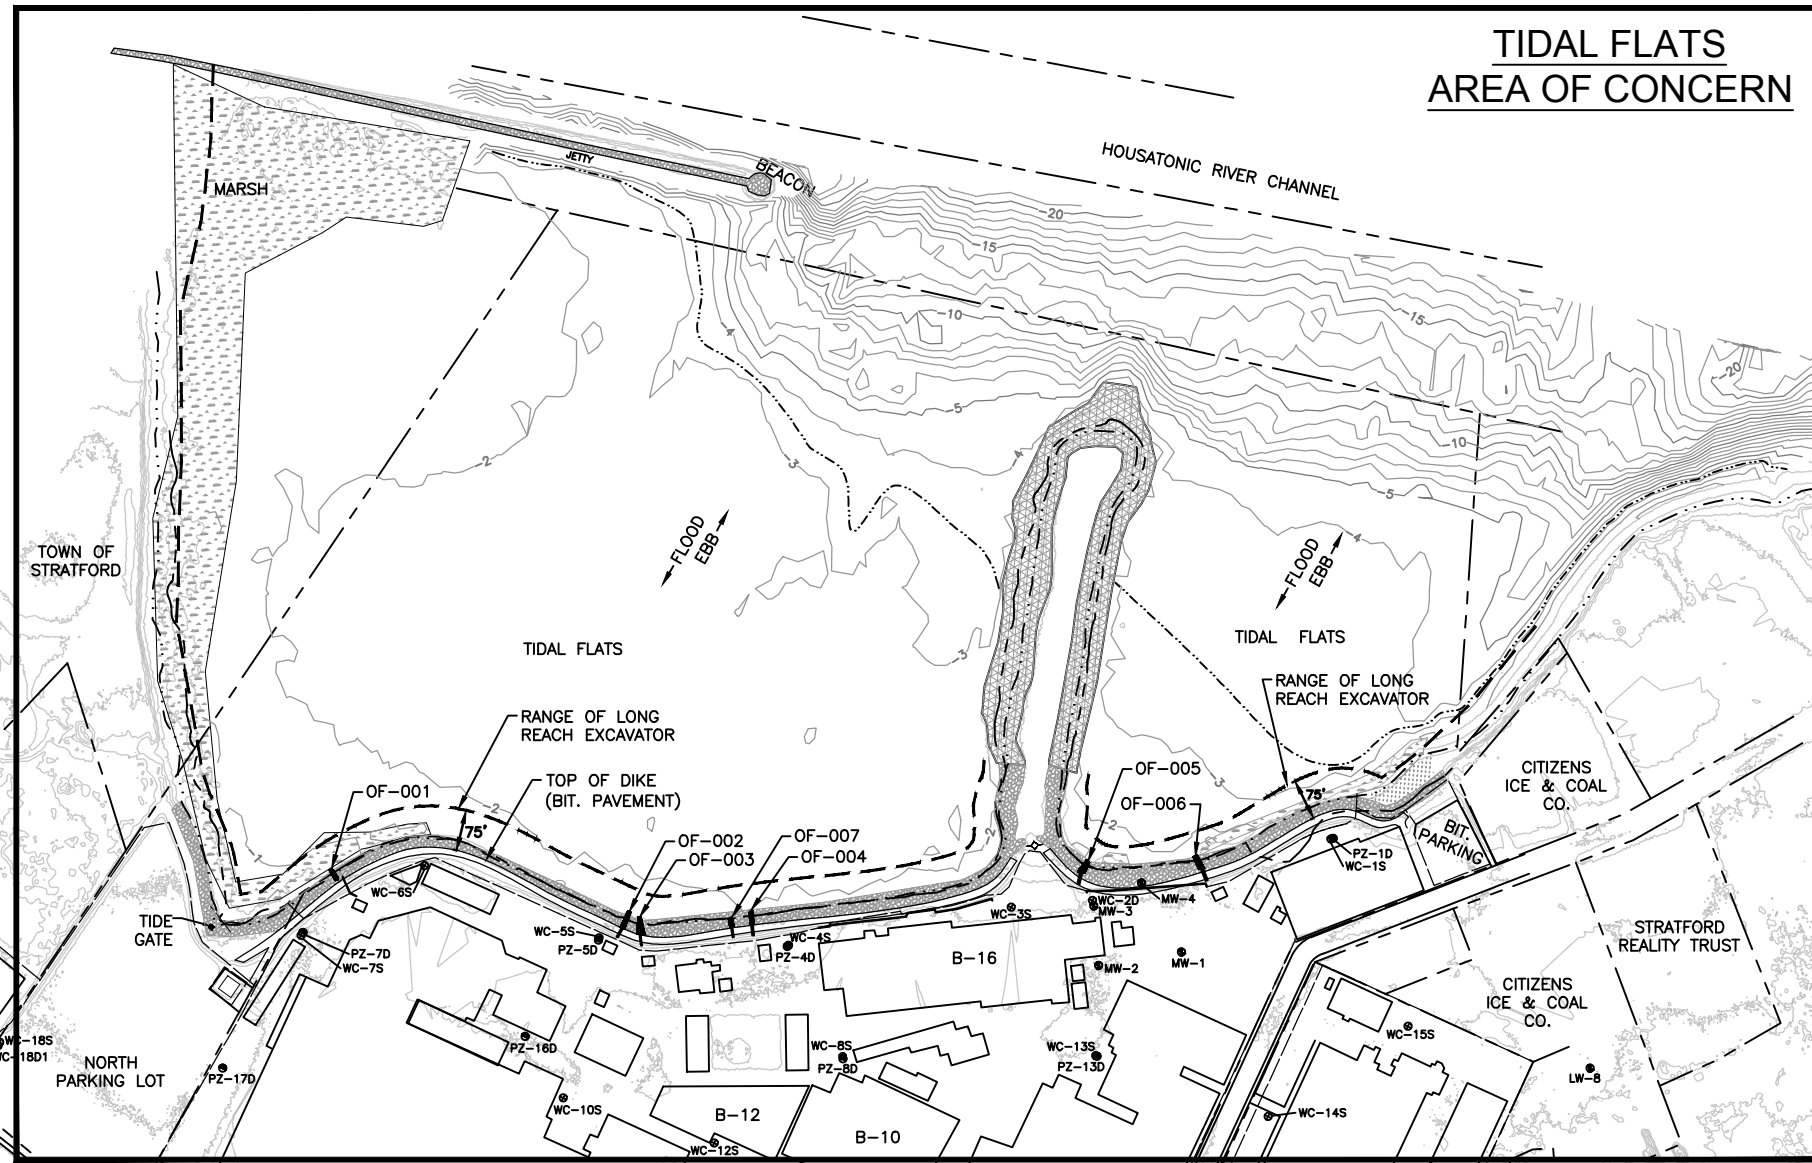 TIDAL FLATS
AREA OF CONCERN
HOUSATONIC RIVER CHANNEL
JETTY
BEACON
MARSH
-20
-15
-15
-10
-20
-10
-4
-5
-5
-4
-4
-3
-2
-3
-3
-2
-2
-2
-1
TOWN OF
STRATFORD
FLOOD
EBB
FLOOD
EBB
TIDAL FLATS
TIDAL FLATS
RANGE OF LONG
REACH EXCAVATOR
RANGE OF LONG
REACH EXCAVATOR
TOP OF DIKE
(BIT. PAVEMENT)
75'
75'
OF-001
OF-002
OF-003
OF-007
OF-004
OF-005
OF-006
CITIZENS
ICE & COAL
CO.
BIT.
PARKING
PZ-1D
WC-1S
WC-6S
WC-2D
MW-3
MW-4
WC-3S
TIDE
GATE
WC-5S
PZ-5D
WC-4S
PZ-4D
PZ-7D
WC-7S
B-16
MW-2
MW-1
STRATFORD
REALITY TRUST
CITIZENS
ICE & COAL
CO.
WC-18S
WC-18D1
NORTH
PARKING LOT
PZ-17D
PZ-16D
WC-8S
PZ-8D
WC-13S
PZ-13D
WC-15S
LW-8
WC-10S
B-12
B-10
WC-12S
WC-14S